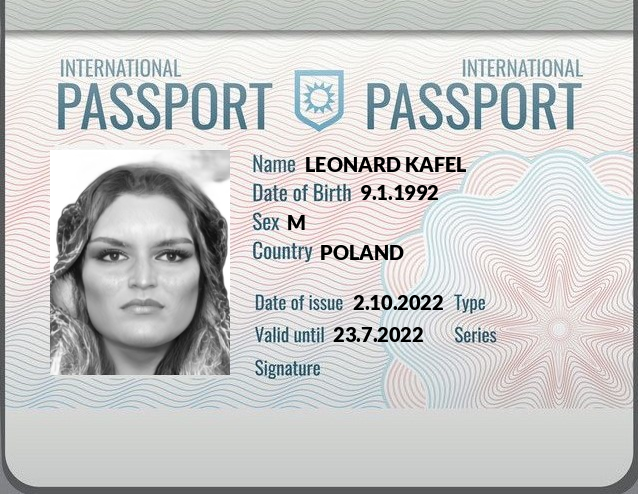 INTERNATIONAL INTERNATIONAL
PASSPORT PASSPORT
Name LEONARD KAFEL
Date of Birth 9.1.1992
Sex M
Country POLAND
Date of issue 2.10.2022 Type
Valid until 23.7.2022 Series
Signature